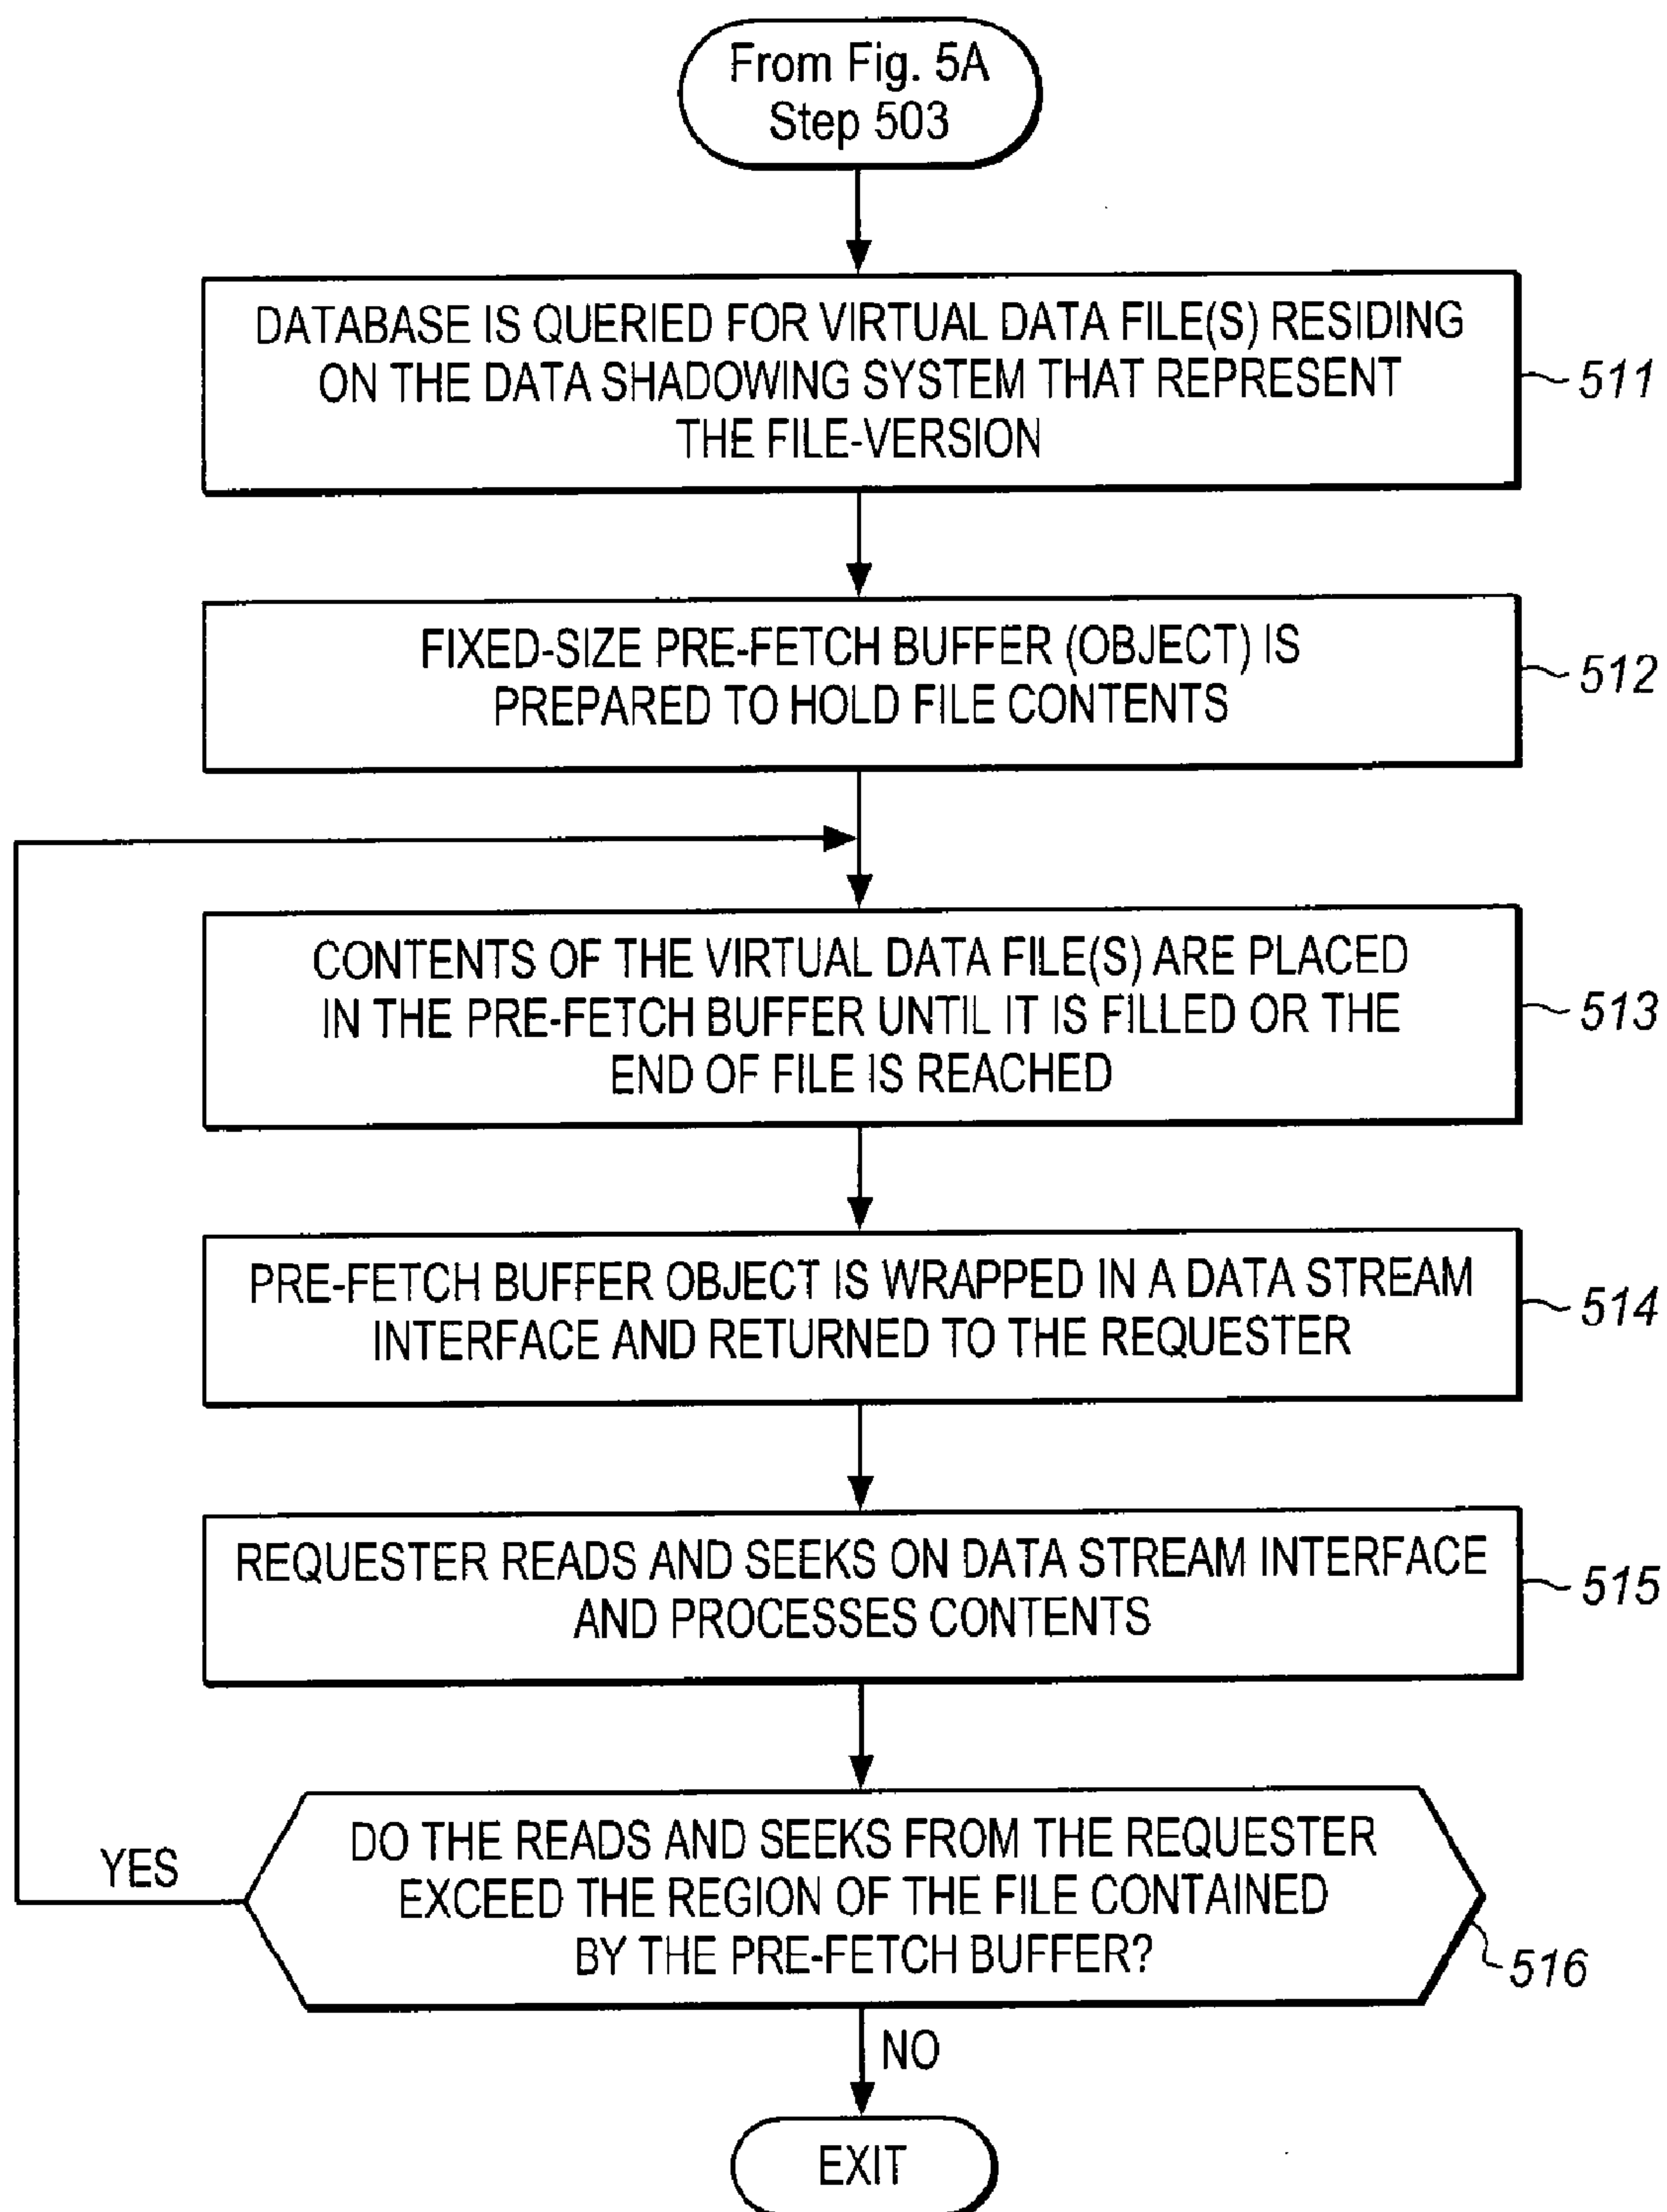 From Fig. 5A
Step 503
DATABASE IS QUERIED FOR VIRTUAL DATA FILE(S) RESIDING
ON THE DATA SHADOWING SYSTEM THAT REPRESENT
THE FILE-VERSION
511
FIXED-SIZE PRE-FETCH BUFFER (OBJECT) IS
PREPARED TO HOLD FILE CONTENTS
512
CONTENTS OF THE VIRTUAL DATA FILE(S) ARE PLACED
IN THE PRE-FETCH BUFFER UNTIL IT IS FILLED OR THE
END OF FILE IS REACHED
513
PRE-FETCH BUFFER OBJECT IS WRAPPED IN A DATA STREAM
INTERFACE AND RETURNED TO THE REQUESTER
514
REQUESTER READS AND SEEKS ON DATA STREAM INTERFACE
AND PROCESSES CONTENTS
515
YES
DO THE READS AND SEEKS FROM THE REQUESTER
EXCEED THE REGION OF THE FILE CONTAINED
BY THE PRE-FETCH BUFFER?
516
NO
EXIT